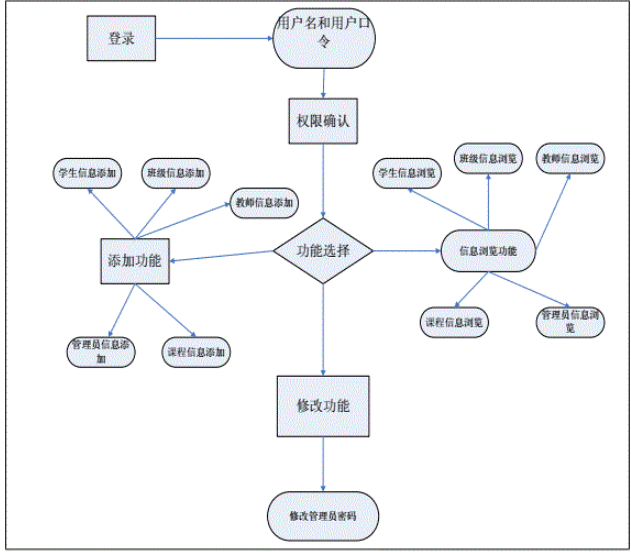 登录
用户名和用户口
令
权限确认
学生信息添加
班级信息添加
教师信息添加
学生信息浏览
班级信息浏览
教师信息浏览
添加功能
功能选择
信息浏览功能
管理员信息添
加
课程信息添加
课程信息浏览
管理员信息浏
览
修改功能
修改管理员密码